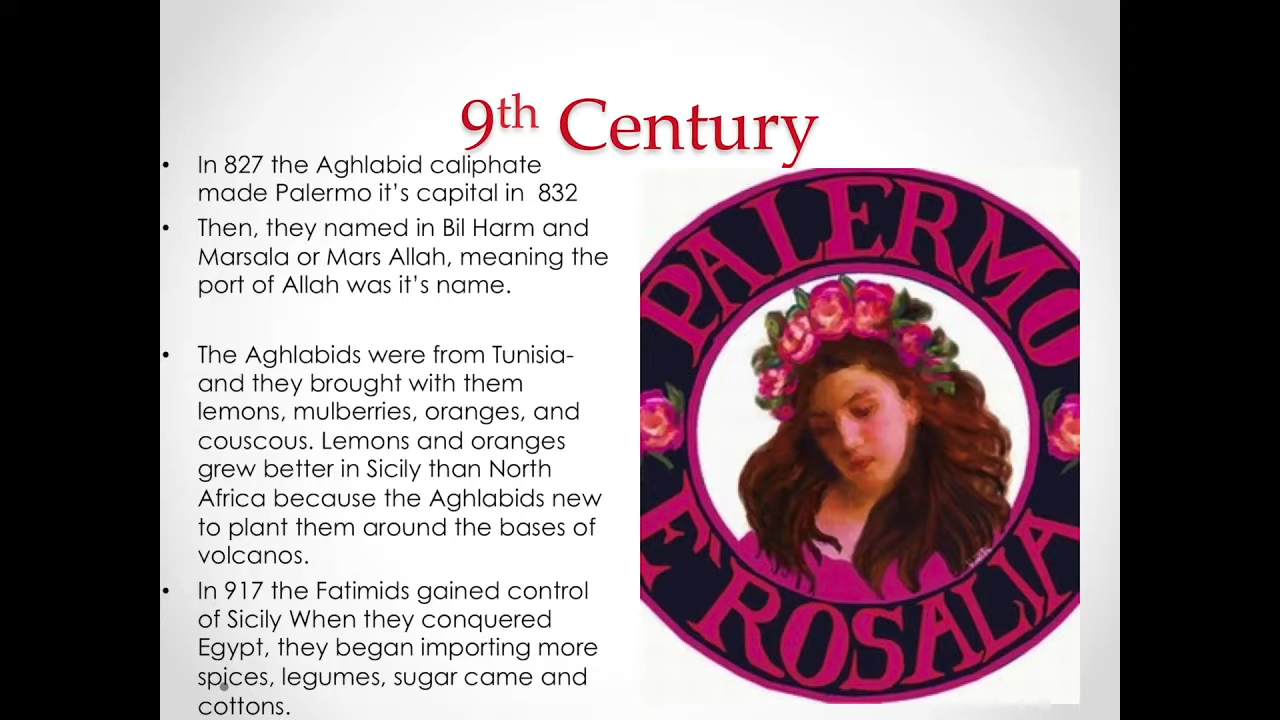 9th Century
• In 827 the Aghlabid caliphate
made Palermo it’s capital in  832
• Then, they named in Bil Harm and
Marsala or Mars Allah, meaning the
port of Allah was it’s name.
• The Aghlabids were from Tunisia-
and they brought with them
lemons, mulberries, oranges, and
couscous. Lemons and oranges
grew better in Sicily than North
Africa because the Aghlabids new
to plant them around the bases of
volcanos.
• In 917 the Fatimids gained control
of Sicily When they conquered
Egypt, they began importing more
spices, legumes, sugar came and
cottons.
PALERMO
E' ROSALIA